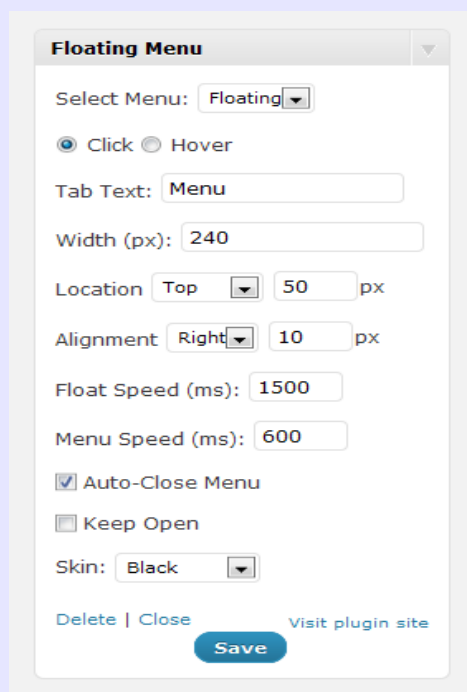 Floating Menu
Select Menu: Floating
Click Hover
Tab Text: Menu
Width (px): 240
Location Top 50 px
Alignment Right 10 px
Float Speed (ms): 1500
Menu Speed (ms): 600
Auto-Close Menu
Keep Open
Skin: Black
Delete | Close Visit plugin site
Save